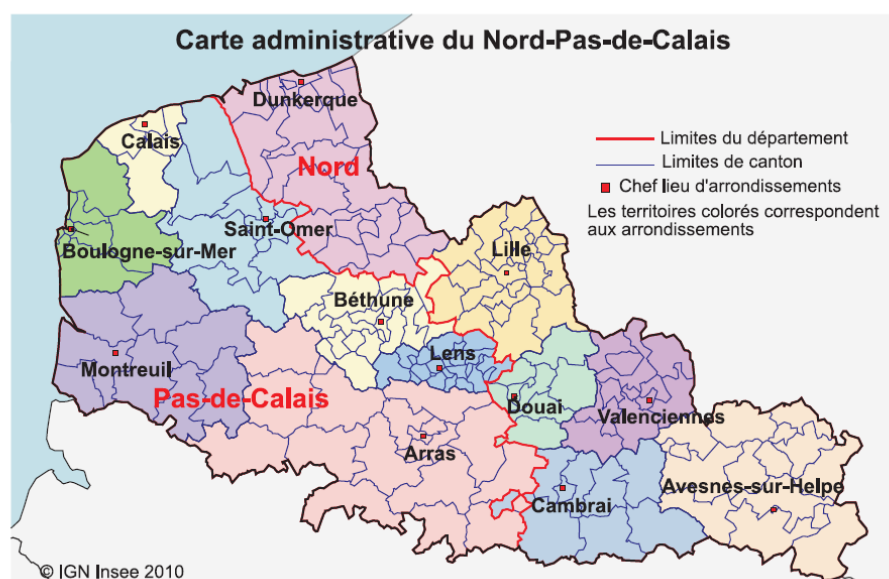 Carte administrative du Nord-Pas-de-Calais
Dunkerque
Calais
Limites du département
Limites de canton
Nord
Chef lieu d'arrondissements
Les territoires colorés correspondent
aux arrondissements
Saint-Omer
Boulogne-sur-Mer
Lille
Béthune
Lens
Montreuil
Pas-de-Calais
Douai
Valenciennes
Arras
Avesnes-sur-Helpe
Cambrai
© IGN Insee 2010